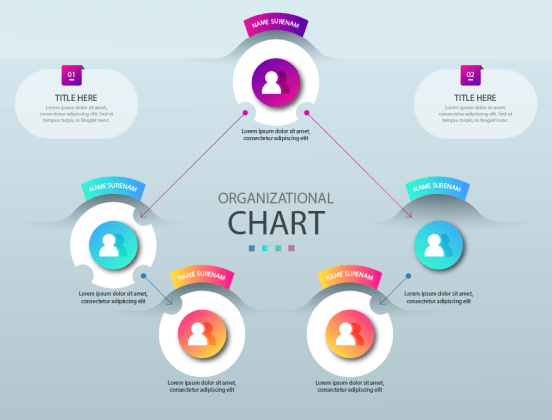 NAME SURENAM
01
TITLE HERE
Lorem ipsum dolor sit amet,
consectetur adipiscing elit. Sed ut
tempus turpis, in feugiat nunc.
02
TITLE HERE
Lorem ipsum dolor sit amet,
consectetur adipiscing elit. Sed ut
tempus turpis, in feugiat nunc.
Lorem ipsum dolor sit amet,
consectetur adipiscing elit
NAME SURENAM
NAME SURENAM
ORGANIZATIONAL
CHART
NAME SURENAM
NAME SURENAM
Lorem ipsum dolor sit amet,
consectetur adipiscing elit
Lorem ipsum dolor sit amet,
consectetur adipiscing elit
Lorem ipsum dolor sit amet,
consectetur adipiscing elit
Lorem ipsum dolor sit amet,
consectetur adipiscing elit